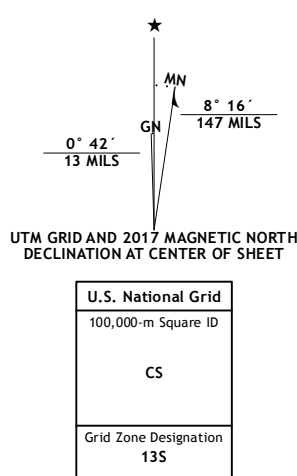 ★
MN
8° 16´
147 MILS
GN
0° 42´
13 MILS
UTM GRID AND 2017 MAGNETIC NORTH
DECLINATION AT CENTER OF SHEET
U.S. National Grid
100,000-m Square ID
CS
Grid Zone Designation
13S